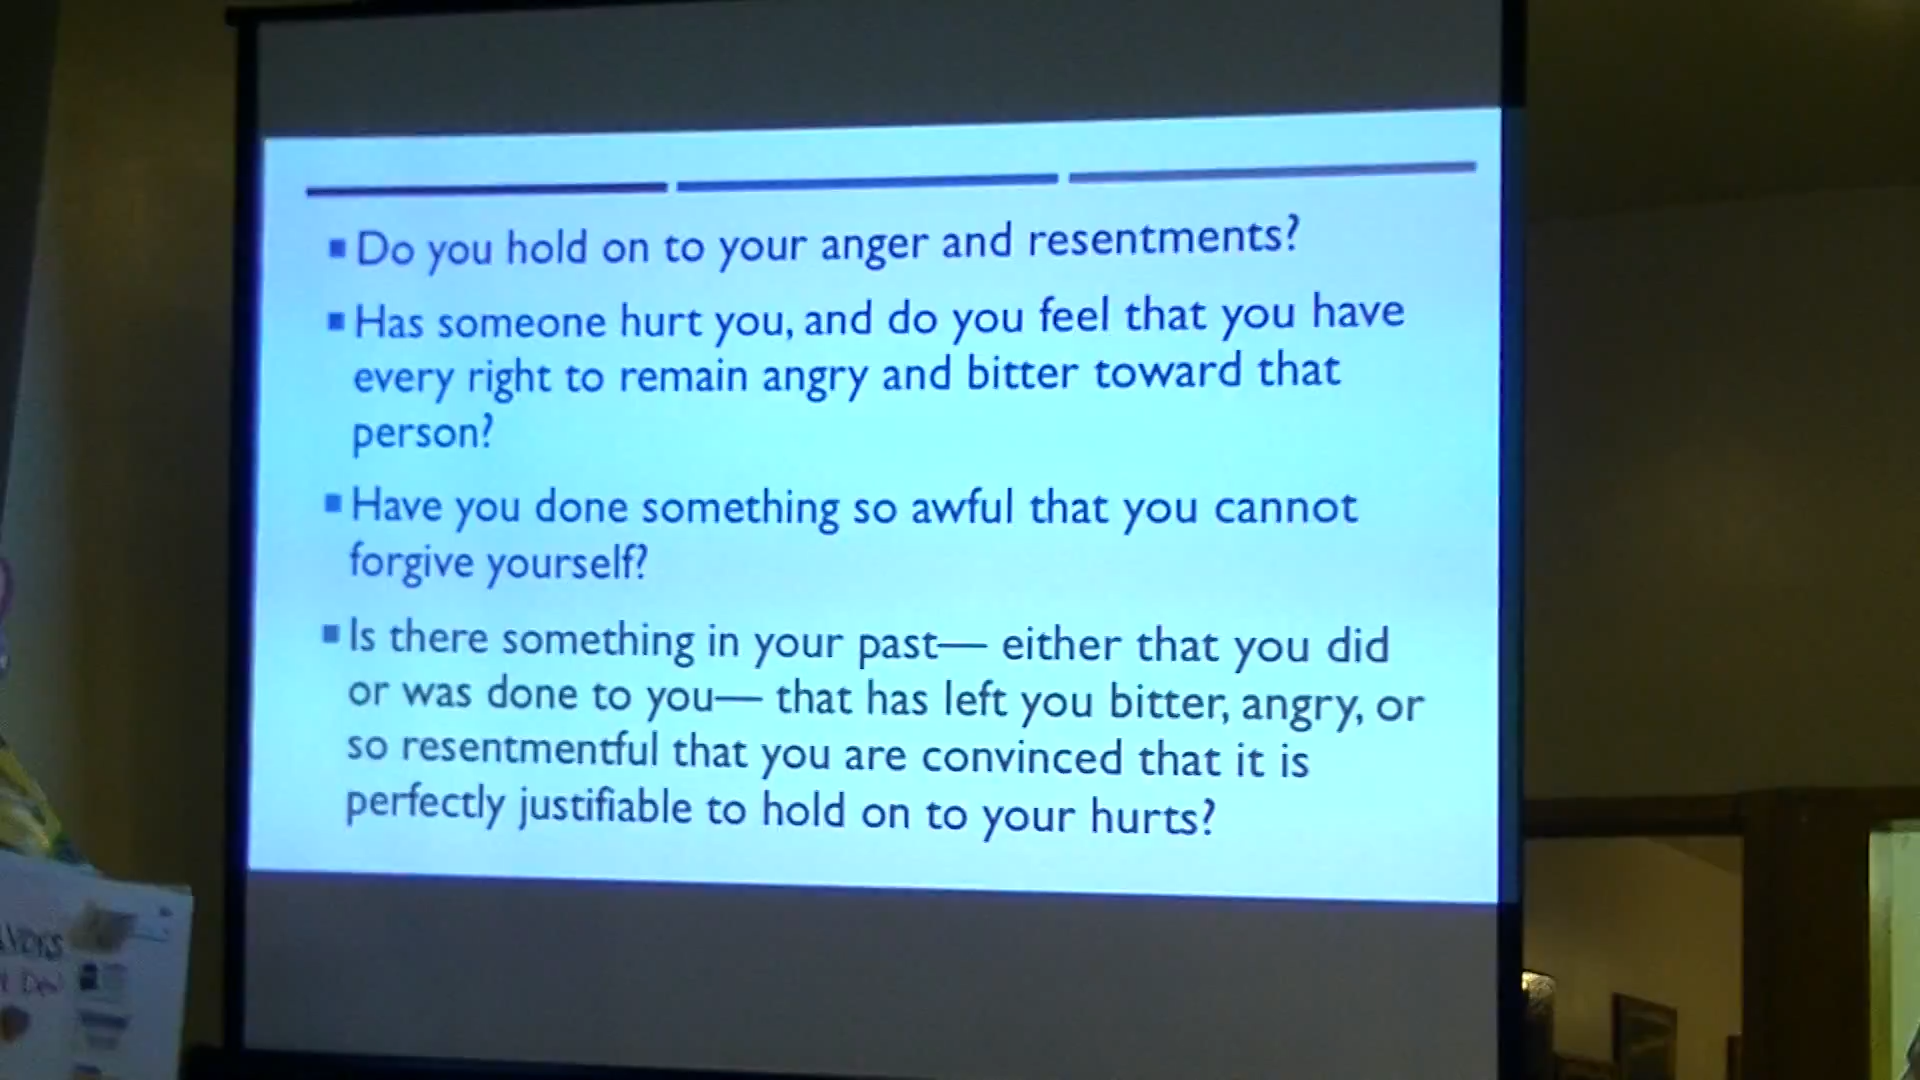 Do you hold on to your anger and resentments?
Has someone hurt you, and do you feel that you have
every right to remain angry and bitter toward that
person?
Have you done something so awful that you cannot
forgive yourself?
Is there something in your past— either that you did
or was done to you— that has left you bitter, angry, or
so resentmentful that you are convinced that it is
perfectly justifiable to hold on to your hurts?